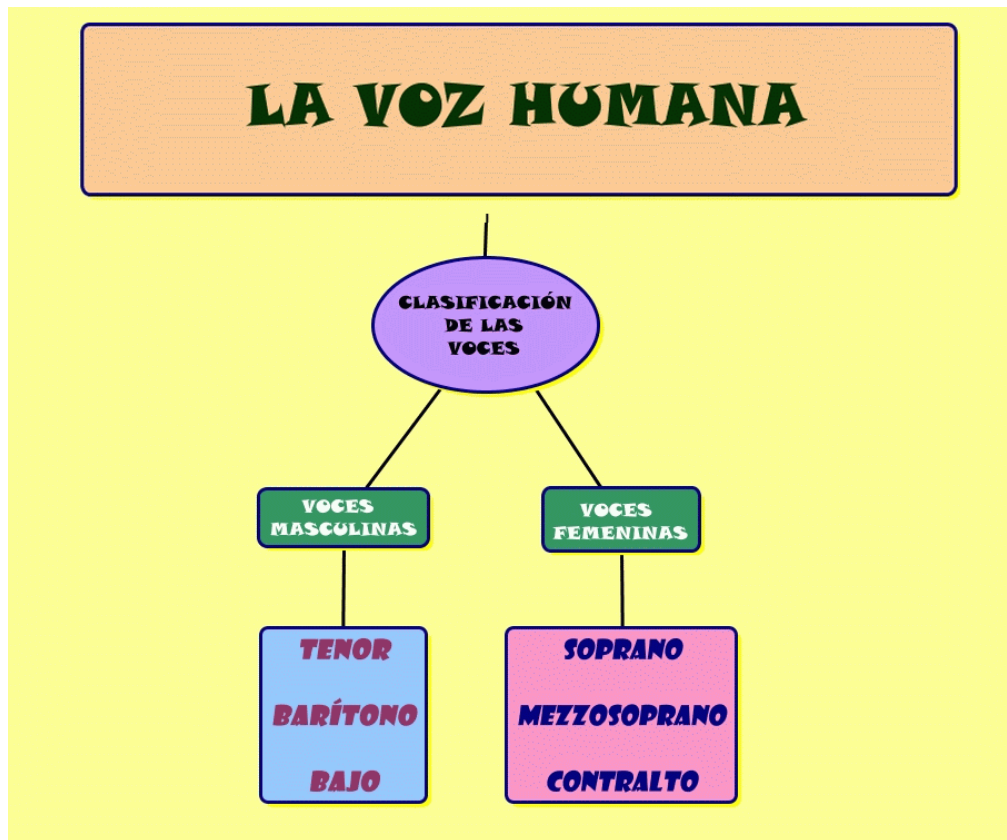 LA VOZ HUMANA
CLASIFICACIÓN
DE LAS
VOCES
VOCES
MASCULINAS
TENOR
BARÍTONO
BAJO
VOCES
FEMENINAS
SOPRANO
MEZZOSOPRANO
CONTRALTO